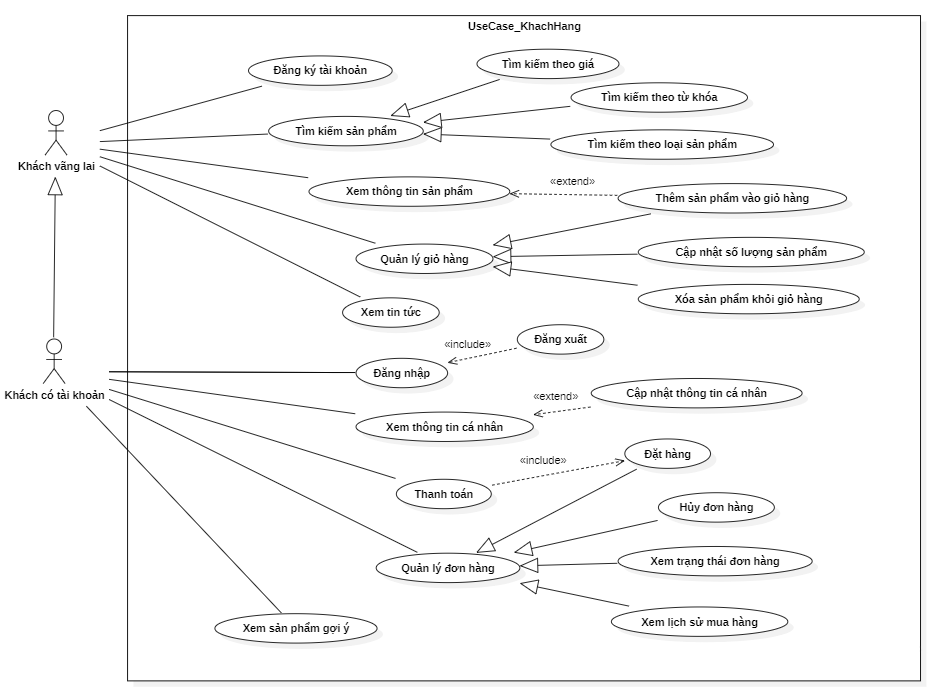 UseCase_KhachHang
Đăng ký tài khoản
Tìm kiếm theo giá
Tìm kiếm theo từ khóa
Tìm kiếm sản phẩm
Tìm kiếm theo loại sản phẩm
Khách vãng lai
«extend»
Xem thông tin sản phẩm
Thêm sản phẩm vào giỏ hàng
Cập nhật số lượng sản phẩm
Quản lý giỏ hàng
Xóa sản phẩm khỏi giỏ hàng
Xem tin tức
«include»
Đăng xuất
Đăng nhập
Khách có tài khoản
«extend»
Cập nhật thông tin cá nhân
Xem thông tin cá nhân
Đặt hàng
«include»
Thanh toán
Hủy đơn hàng
Xem trạng thái đơn hàng
Quản lý đơn hàng
Xem lịch sử mua hàng
Xem sản phẩm gợi ý